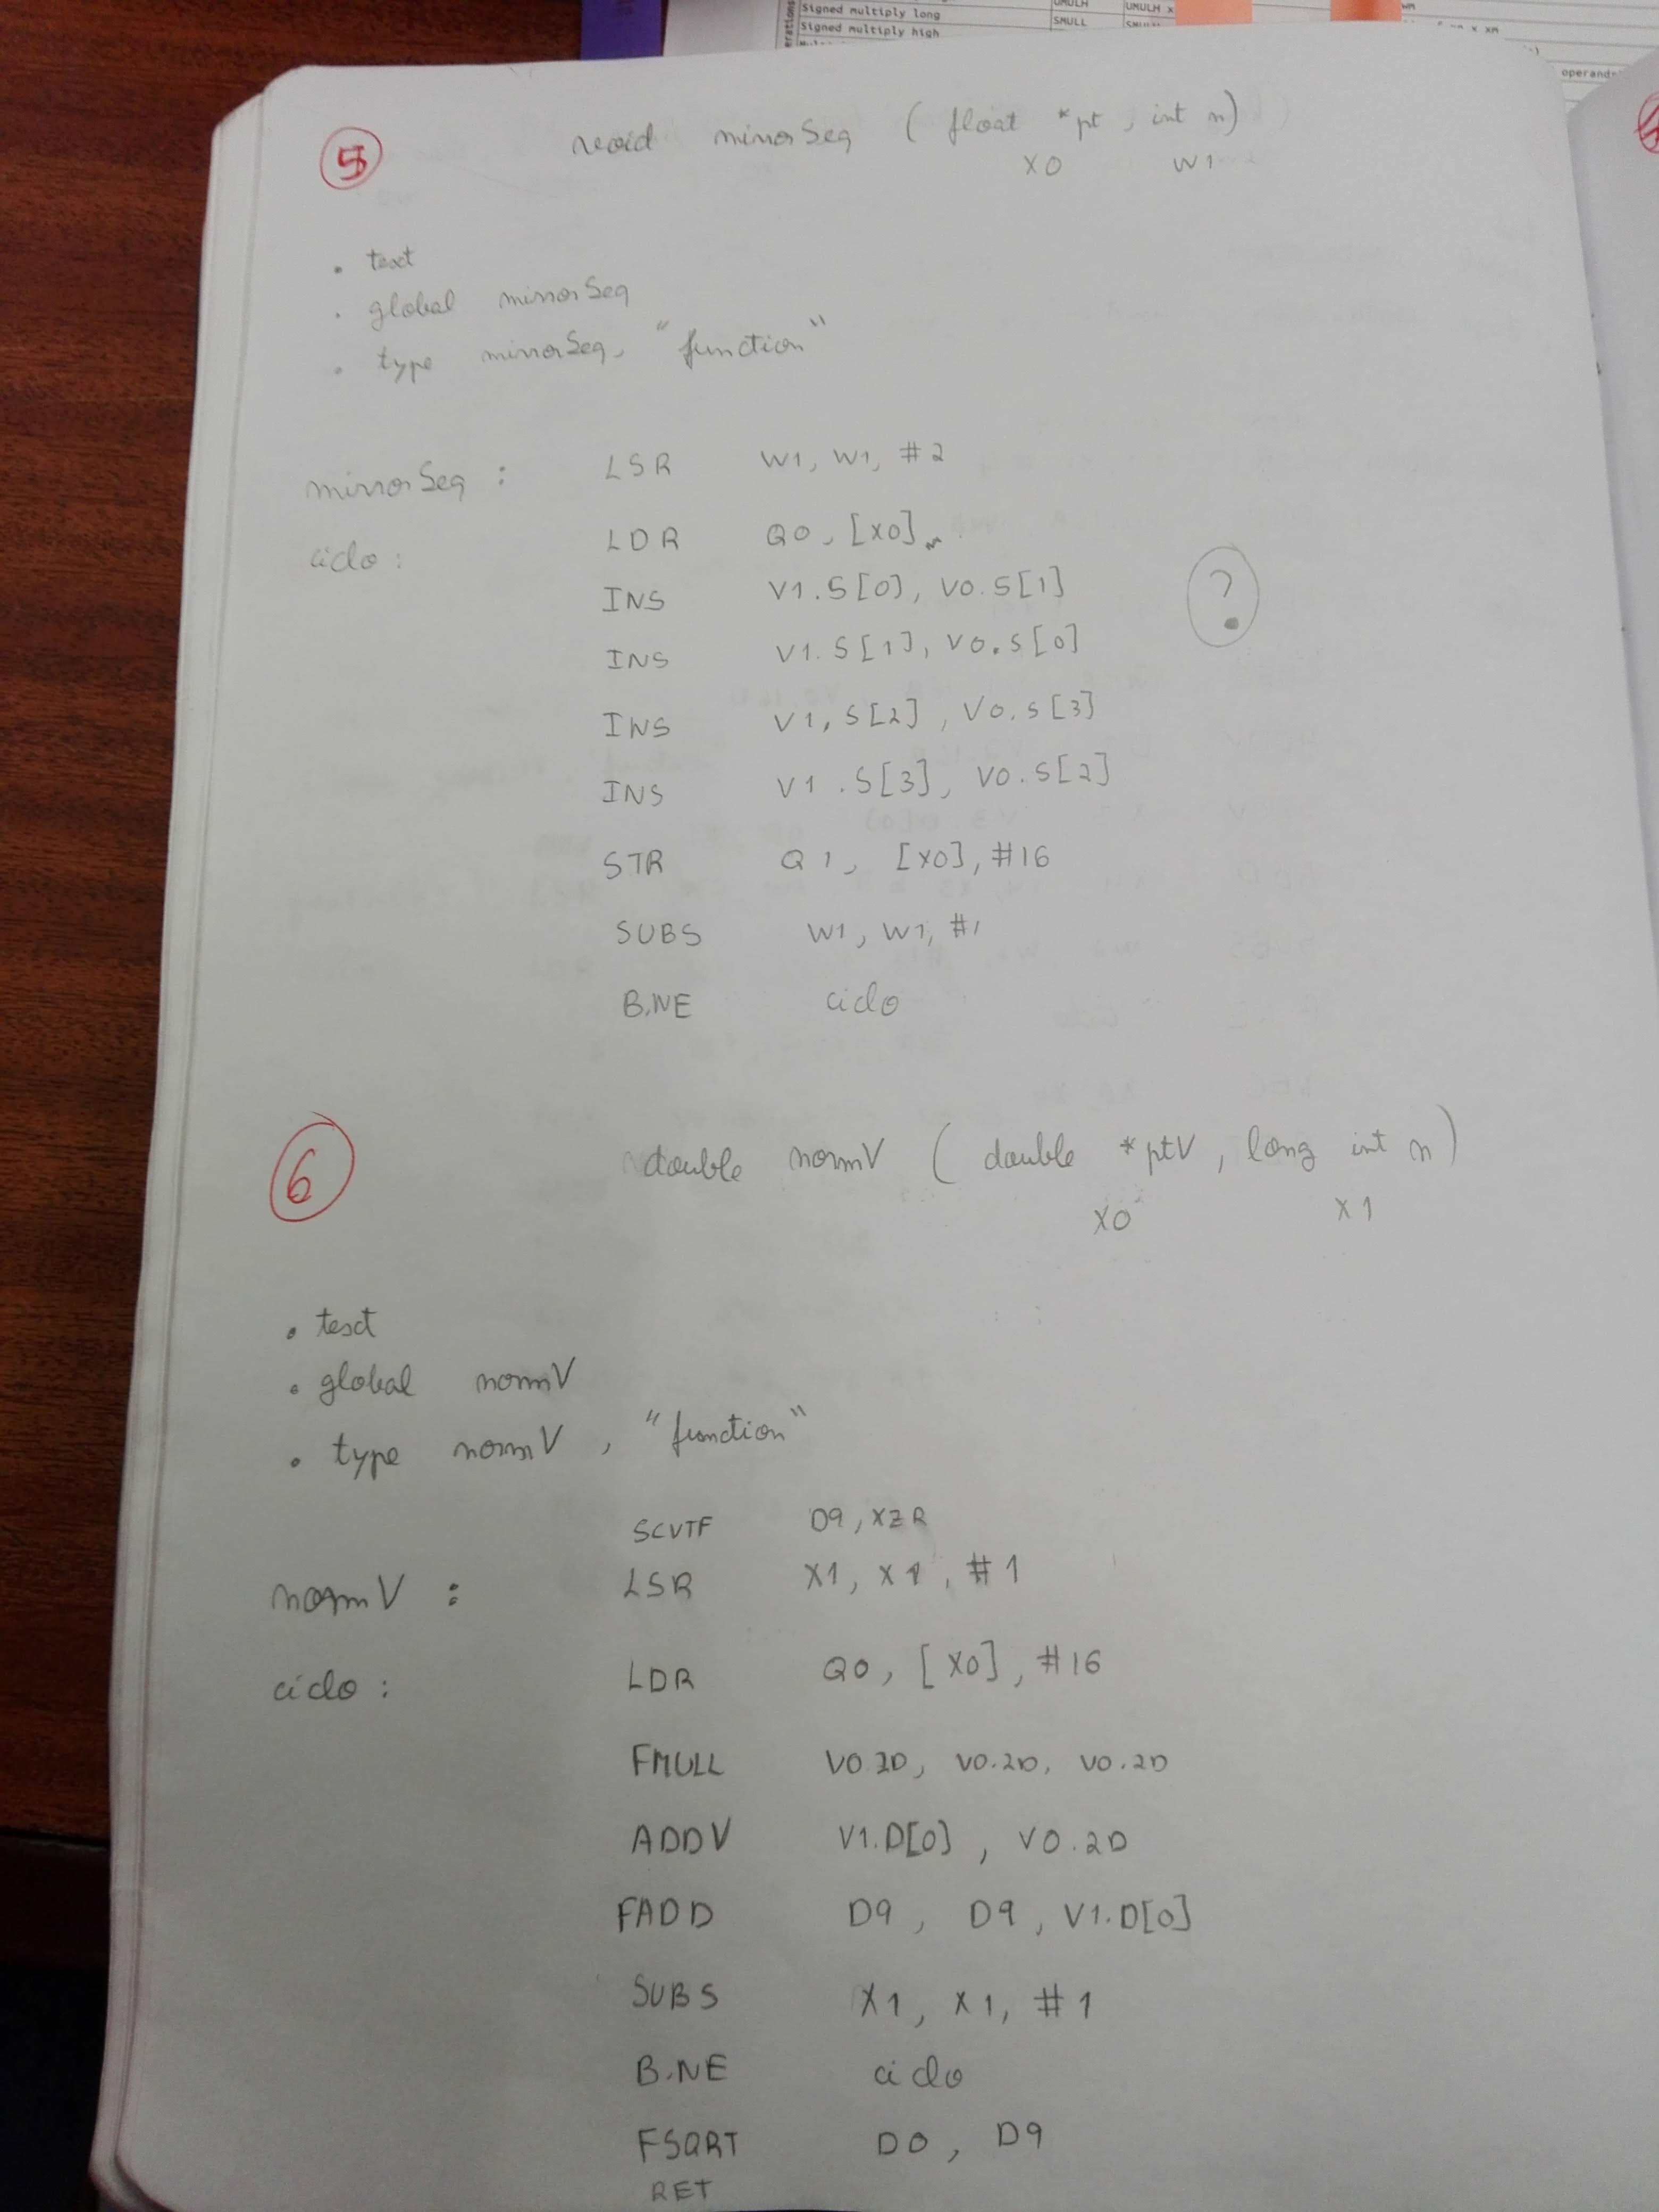 Signed multiply long SMULL
UMULH UMULH
Signed multiply high
operand
5 void mirrorSeq ( float *pt , int n)
X0 W1
. text
. global mirrorSeq
. type mirrorSeq, "function"
mirrorSeq : LSR W1, W1, #2
ciclo : LDR Q0, [X0]
INS V1.S[0], V0.S[1]
?
INS V1.S[1], V0.S[0]
INS V1.S[2], V0.S[3]
INS V1.S[3], V0.S[2]
STR Q1, [X0], #16
SUBS W1, W1, #1
B.NE ciclo
6 double normV ( double *ptV , long int n)
X0 X1
. text
. global normV
. type normV , "function"
SCVTF D9, XZR
normV : LSR X1, X1, #1
ciclo : LDR Q0, [X0], #16
FMULL V0.2D, V0.2D, V0.2D
ADDV V1.D[0] , V0.2D
FADD D9 , D9 , V1.D[0]
SUBS X1, X1, #1
B.NE ciclo
FSQRT D0 , D9
RET